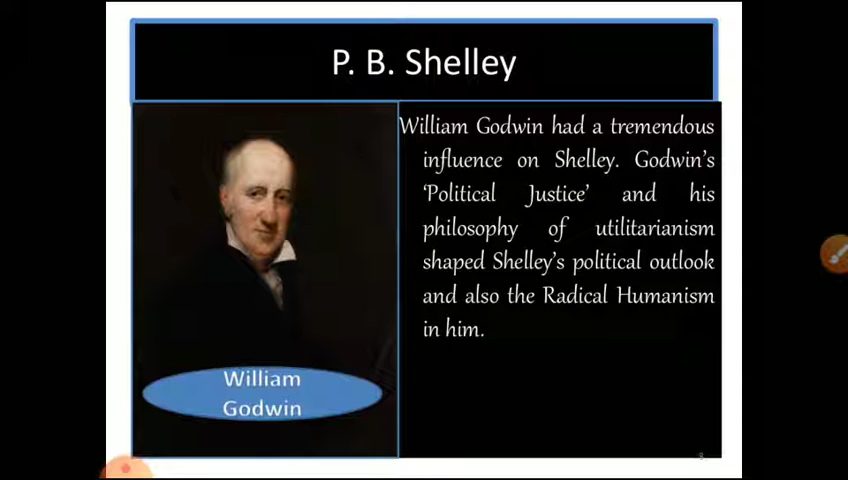 P. B. Shelley
William Godwin had a tremendous
influence on Shelley. Godwin's
'Political Justice' and his
philosophy of utilitarianism
shaped Shelley's political outlook
and also the Radical Humanism
in him.
William
Godwin
8